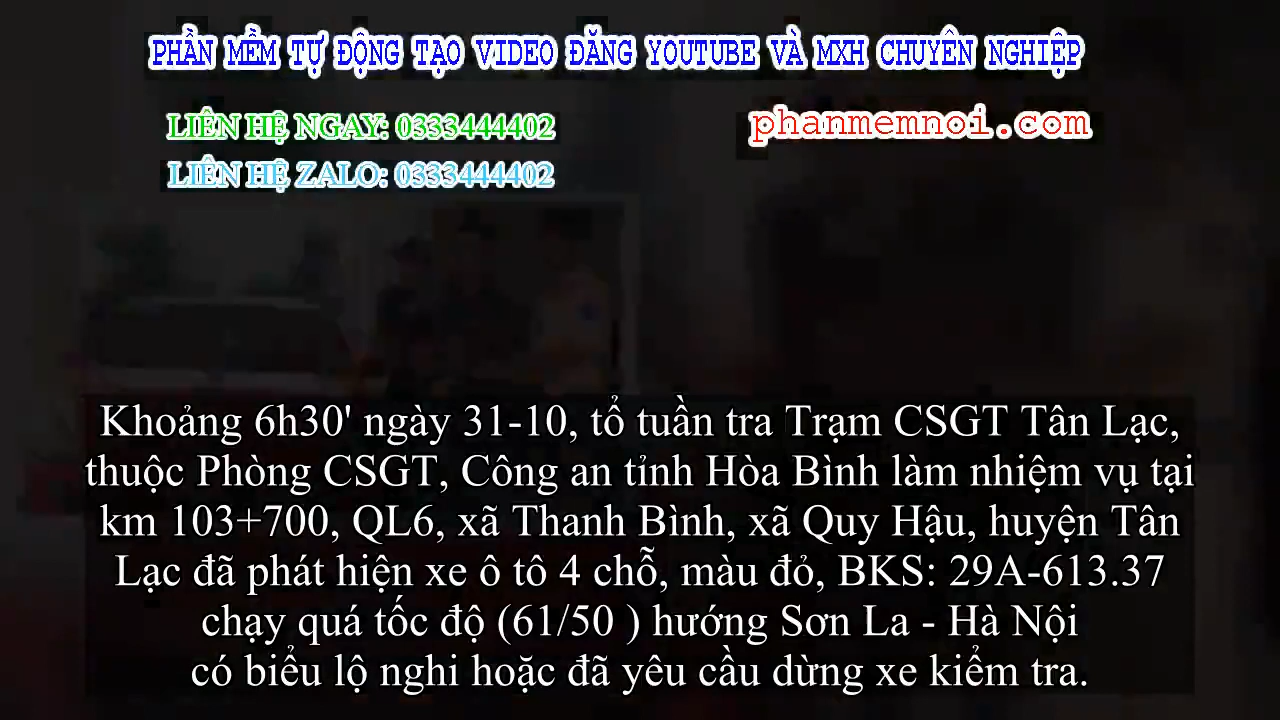 PHẦN MỀM TỰ ĐỘNG TẠO VIDEO ĐĂNG YOUTUBE VÀ MXH CHUYÊN NGHIỆP
LIÊN HỆ NGAY: 0333444402
phanmemnoi.com
LIÊN HỆ ZALO: 0333444402
Khoảng 6h30' ngày 31-10, tổ tuần tra Trạm CSGT Tân Lạc,
thuộc Phòng CSGT, Công an tỉnh Hòa Bình làm nhiệm vụ tại
km 103+700, QL6, xã Thanh Bình, xã Quy Hậu, huyện Tân
Lạc đã phát hiện xe ô tô 4 chỗ, màu đỏ, BKS: 29A-613.37
chạy quá tốc độ (61/50 ) hướng Sơn La - Hà Nội
có biểu lộ nghi hoặc đã yêu cầu dừng xe kiểm tra.